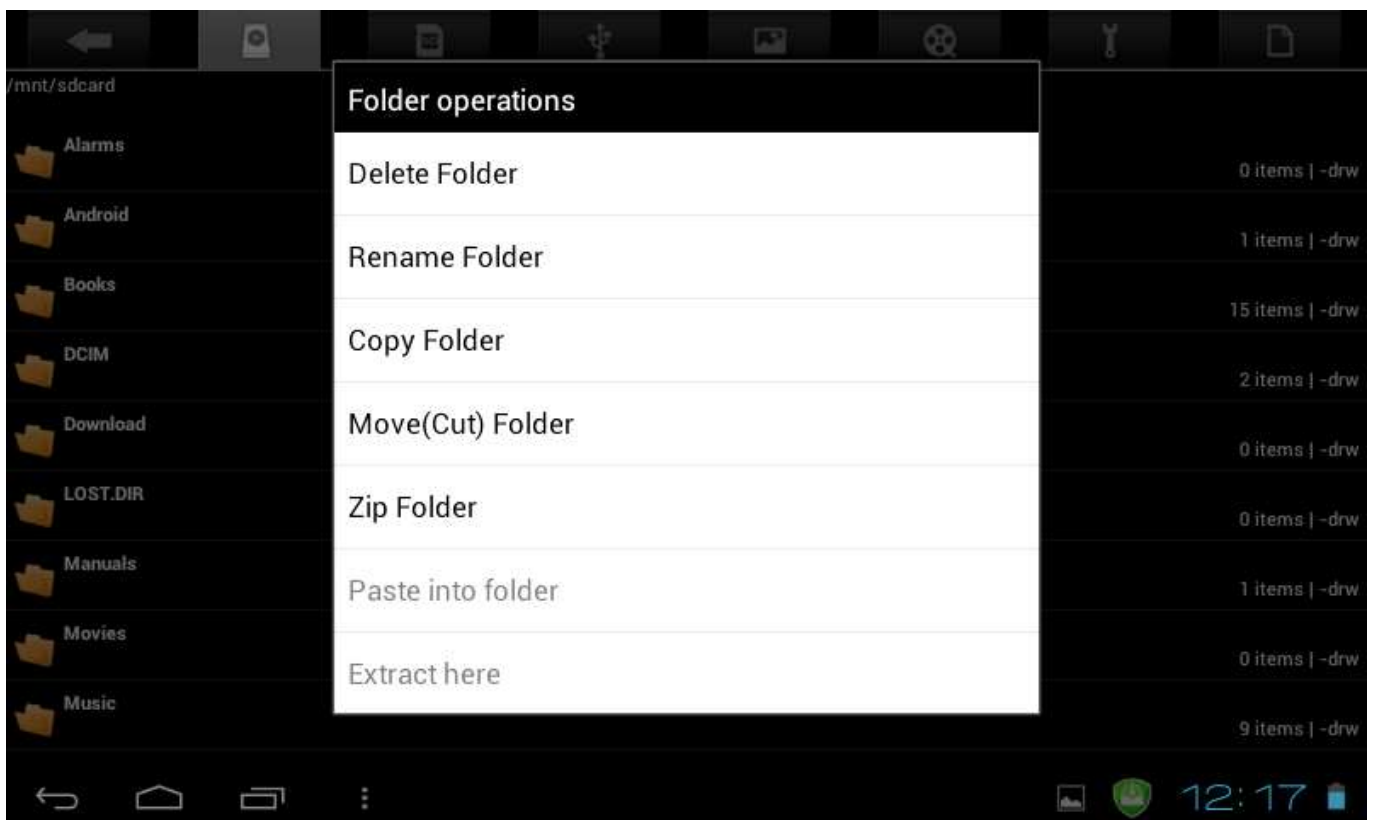 /mnt/sdcard
Folder operations
Alarms
Delete Folder
0 items | -drw
Android
Rename Folder
1 items | -drw
Books
Copy Folder
15 items | -drw
DCIM
2 items | -drw
Download
Move(Cut) Folder
0 items | -drw
LOST.DIR
Zip Folder
0 items | -drw
Manuals
Paste into folder
1 items | -drw
Movies
0 items | -drw
Extract here
Music
9 items | -drw
12:17